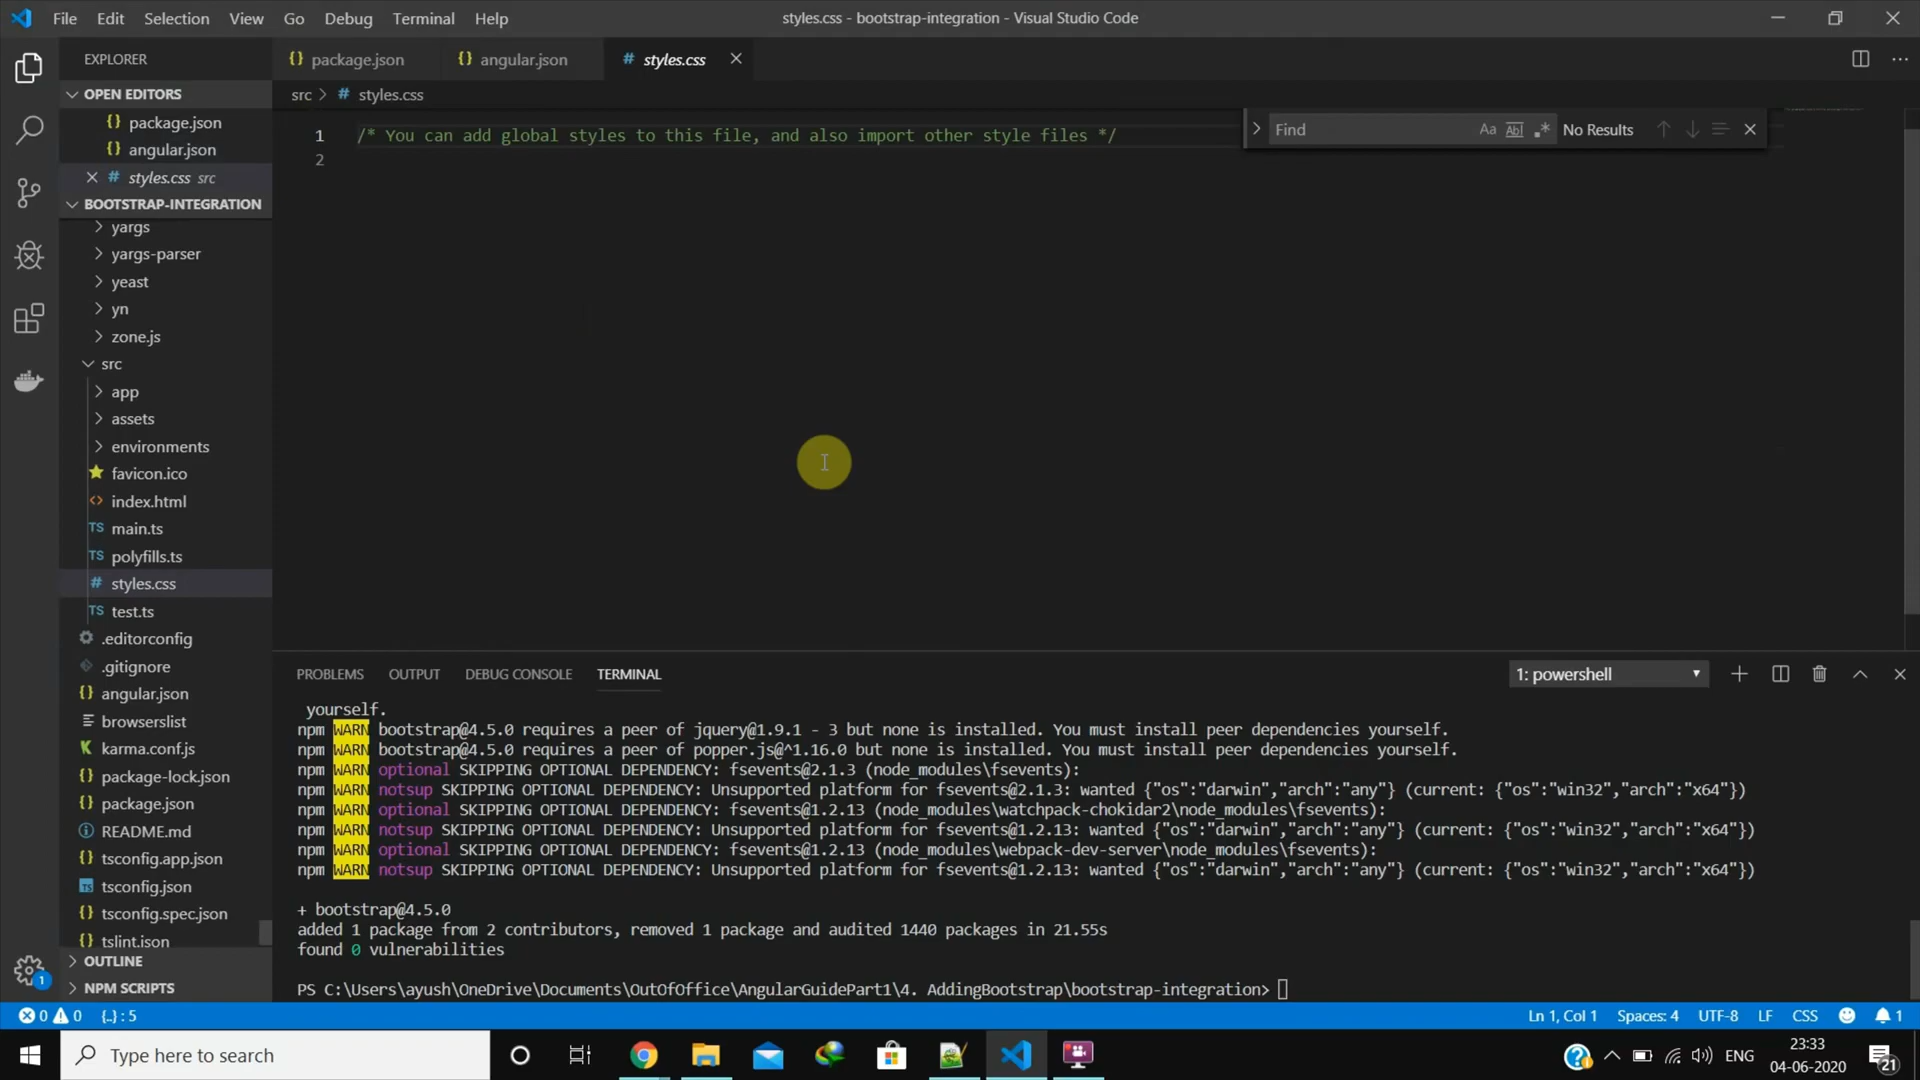 File Edit Selection View Go Debug Terminal Help
styles.css - bootstrap-integration - Visual Studio Code
EXPLORER
OPEN EDITORS
package.json
angular.json
styles.css src
BOOTSTRAP-INTEGRATION
yargs
yargs-parser
yeast
yn
zone.js
src
app
assets
environments
favicon.ico
index.html
TS main.ts
TS polyfills.ts
# styles.css
TS test.ts
.editorconfig
.gitignore
{} angular.json
browserslist
karma.conf.js
{} package-lock.json
{} package.json
README.md
{} tsconfig.app.json
TS tsconfig.json
{} tsconfig.spec.json
{} tslint.json
OUTLINE
NPM SCRIPTS
{} package.json
{} angular.json
# styles.css
src > # styles.css
1 /* You can add global styles to this file, and also import other style files */
2
Find Aa Abl .* No Results
PROBLEMS OUTPUT DEBUG CONSOLE TERMINAL
1: powershell
yourself.
npm WARN bootstrap@4.5.0 requires a peer of jquery@1.9.1 - 3 but none is installed. You must install peer dependencies yourself.
npm WARN bootstrap@4.5.0 requires a peer of popper.js@^1.16.0 but none is installed. You must install peer dependencies yourself.
npm WARN optional SKIPPING OPTIONAL DEPENDENCY: fsevents@2.1.3 (node_modules\fsevents):
npm WARN notsup SKIPPING OPTIONAL DEPENDENCY: Unsupported platform for fsevents@2.1.3: wanted {"os":"darwin","arch":"any"} (current: {"os":"win32","arch":"x64"})
npm WARN optional SKIPPING OPTIONAL DEPENDENCY: fsevents@1.2.13 (node_modules\watchpack-chokidar2\node_modules\fsevents):
npm WARN notsup SKIPPING OPTIONAL DEPENDENCY: Unsupported platform for fsevents@1.2.13: wanted {"os":"darwin","arch":"any"} (current: {"os":"win32","arch":"x64"})
npm WARN optional SKIPPING OPTIONAL DEPENDENCY: fsevents@1.2.13 (node_modules\webpack-dev-server\node_modules\fsevents):
npm WARN notsup SKIPPING OPTIONAL DEPENDENCY: Unsupported platform for fsevents@1.2.13: wanted {"os":"darwin","arch":"any"} (current: {"os":"win32","arch":"x64"})
+ bootstrap@4.5.0
added 1 package from 2 contributors, removed 1 package and audited 1440 packages in 21.55s
found 0 vulnerabilities
PS C:\Users\ayush\OneDrive\Documents\OutOfOffice\AngularGuidePart1\4. AddingBootstrap\bootstrap-integration>
1
0 0 {..} : 5
Ln 1, Col 1 Spaces: 4 UTF-8 LF CSS 1
Type here to search
ENG
23:33
04-06-2020
21